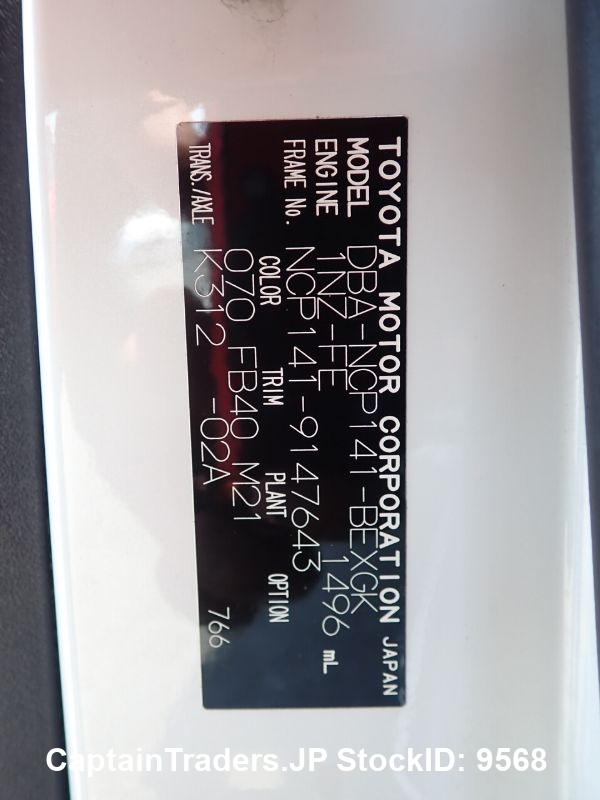 TOYOTA MOTOR CORPORATION JAPAN
MODEL DBA-NCP141-BEXGK
ENGINE 1NZ-FE 1496 mL
FRAME No. NCP141-9147643
COLOR TRIM PLANT OPTION
070 FB40 M21
TRANS./AXLE K312 -02A 766
CaptainTraders.JP StockID: 9568